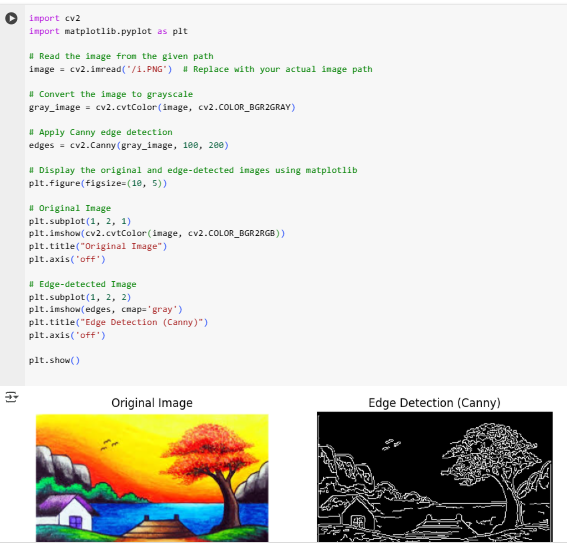 import cv2
import matplotlib.pyplot as plt
# Read the image from the given path
image = cv2.imread('/i.PNG')  # Replace with your actual image path
# Convert the image to grayscale
gray_image = cv2.cvtColor(image, cv2.COLOR_BGR2GRAY)
# Apply Canny edge detection
edges = cv2.Canny(gray_image, 100, 200)
# Display the original and edge-detected images using matplotlib
plt.figure(figsize=(10, 5))
# Original Image
plt.subplot(1, 2, 1)
plt.imshow(cv2.cvtColor(image, cv2.COLOR_BGR2RGB))
plt.title("Original Image")
plt.axis('off')
# Edge-detected Image
plt.subplot(1, 2, 2)
plt.imshow(edges, cmap='gray')
plt.title("Edge Detection (Canny)")
plt.axis('off')
plt.show()
Original Image
Edge Detection (Canny)